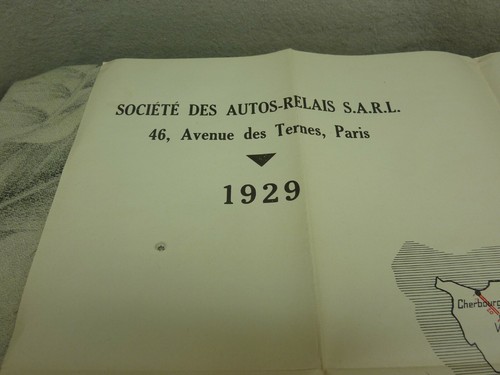 SOCIÉTÉ DES AUTOS-RELAIS S.A.R.L.
46, Avenue des Ternes, Paris
1929
Cherbourg